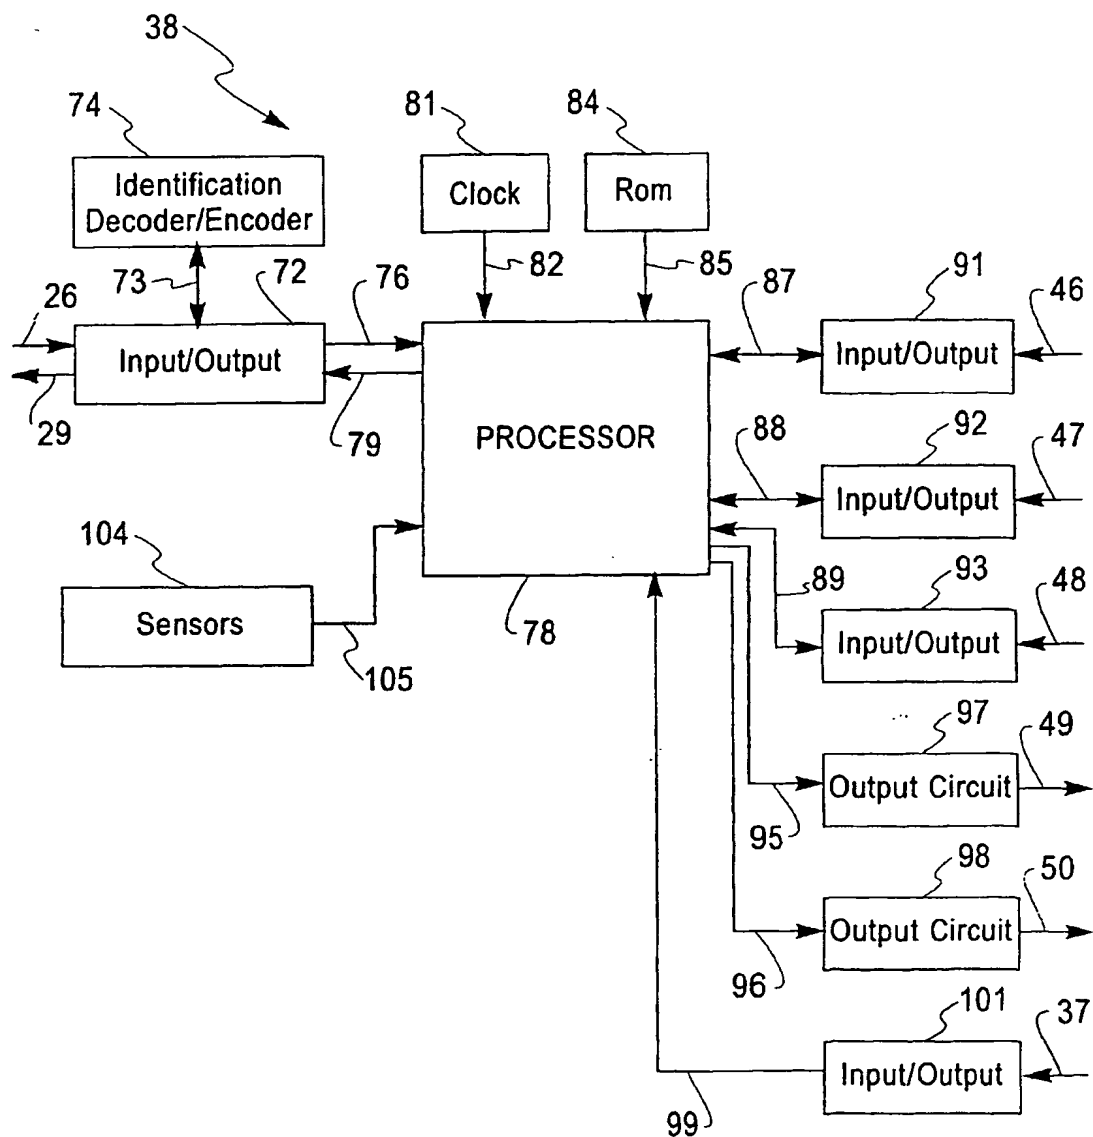 38
74
81
84
Identification
Decoder/Encoder
Clock
Rom
73
72
76
82
85
87
91
46
26
Input/Output
Input/Output
29
79
PROCESSOR
88
92
47
Input/Output
104
89
93
48
Sensors
78
Input/Output
105
97
49
Output Circuit
95
98
50
Output Circuit
96
101
37
Input/Output
99